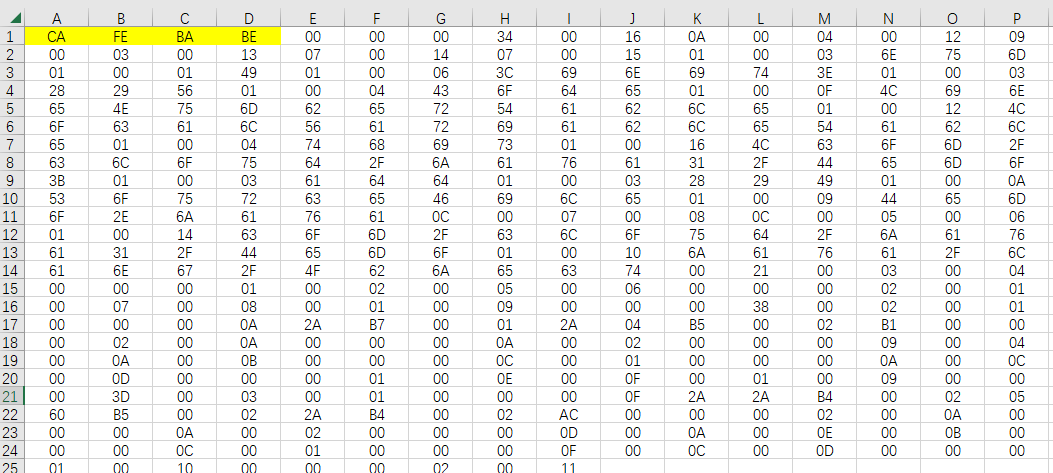 A B C D E F G H I J K L M N O P
1 CA FE BA BE 00 00 00 34 00 16 0A 00 04 00 12 09
2 00 03 00 13 07 00 14 07 00 15 01 00 03 6E 75 6D
3 01 00 01 49 01 00 06 3C 69 6E 69 74 3E 01 00 03
4 28 29 56 01 00 04 43 6F 64 65 01 00 0F 4C 69 6E
5 65 4E 75 6D 62 65 72 54 61 62 6C 65 01 00 12 4C
6 6F 63 61 6C 56 61 72 69 61 62 6C 65 54 61 62 6C
7 65 01 00 04 74 68 69 73 01 00 16 4C 63 6F 6D 2F
8 63 6C 6F 75 64 2F 6A 61 76 61 31 2F 44 65 6D 6F
9 3B 01 00 03 61 64 64 01 00 03 28 29 49 01 00 0A
10 53 6F 75 72 63 65 46 69 6C 65 01 00 09 44 65 6D
11 6F 2E 6A 61 76 61 0C 00 07 00 08 0C 00 05 00 06
12 01 00 14 63 6F 6D 2F 63 6C 6F 75 64 2F 6A 61 76
13 61 31 2F 44 65 6D 6F 01 00 10 6A 61 76 61 2F 6C
14 61 6E 67 2F 4F 62 6A 65 63 74 00 21 00 03 00 04
15 00 00 00 01 00 02 00 05 00 06 00 00 00 02 00 01
16 00 07 00 08 00 01 00 09 00 00 00 38 00 02 00 01
17 00 00 00 0A 2A B7 00 01 2A 04 B5 00 02 B1 00 00
18 00 02 00 0A 00 00 00 0A 00 02 00 00 00 09 00 04
19 00 0A 00 0B 00 00 00 0C 00 01 00 00 00 0A 00 0C
20 00 0D 00 00 00 01 00 0E 00 0F 00 01 00 09 00 00
21 00 3D 00 03 00 01 00 00 00 0F 2A 2A B4 00 02 05
22 60 B5 00 02 2A B4 00 02 AC 00 00 00 02 00 0A 00
23 00 00 0A 00 02 00 00 00 0D 00 0A 00 0E 00 0B 00
24 00 00 0C 00 01 00 00 00 0F 00 0C 00 0D 00 00 00
25 01 00 10 00 00 00 02 00 11